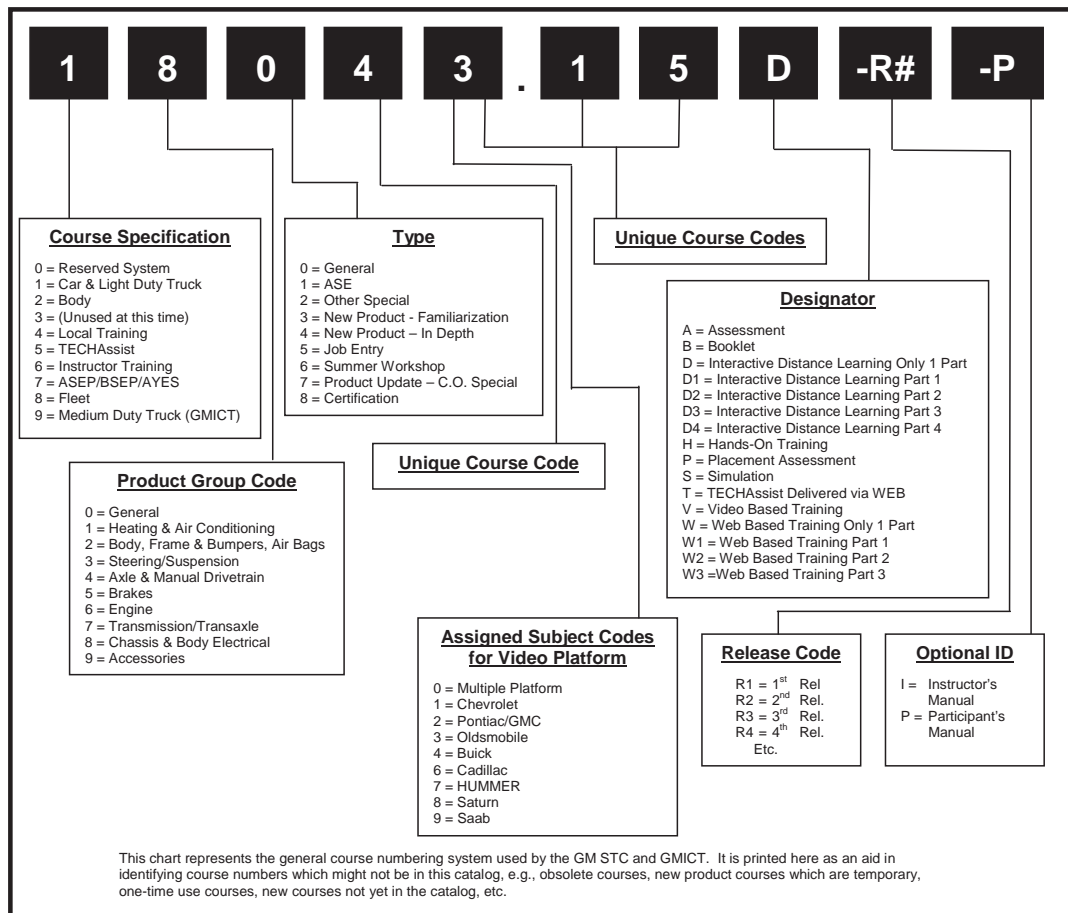 1 8 0 4 3 . 1 5 D -R# -P
Course Specification
0 = Reserved System
1 = Car & Light Duty Truck
2 = Body
3 = (Unused at this time)
4 = Local Training
5 = TECHAssist
6 = Instructor Training
7 = ASEP/BSEP/AYES
8 = Fleet
9 = Medium Duty Truck (GMICT)
Type
0 = General
1 = ASE
2 = Other Special
3 = New Product - Familiarization
4 = New Product – In Depth
5 = Job Entry
6 = Summer Workshop
7 = Product Update – C.O. Special
8 = Certification
Unique Course Codes
Designator
A = Assessment
B = Booklet
D = Interactive Distance Learning Only 1 Part
D1 = Interactive Distance Learning Part 1
D2 = Interactive Distance Learning Part 2
D3 = Interactive Distance Learning Part 3
D4 = Interactive Distance Learning Part 4
H = Hands-On Training
P = Placement Assessment
S = Simulation
T = TECHAssist Delivered via WEB
V = Video Based Training
W = Web Based Training Only 1 Part
W1 = Web Based Training Part 1
W2 = Web Based Training Part 2
W3 =Web Based Training Part 3
Unique Course Code
Product Group Code
0 = General
1 = Heating & Air Conditioning
2 = Body, Frame & Bumpers, Air Bags
3 = Steering/Suspension
4 = Axle & Manual Drivetrain
5 = Brakes
6 = Engine
7 = Transmission/Transaxle
8 = Chassis & Body Electrical
9 = Accessories
Assigned Subject Codes
for Video Platform
0 = Multiple Platform
1 = Chevrolet
2 = Pontiac/GMC
3 = Oldsmobile
4 = Buick
6 = Cadillac
7 = HUMMER
8 = Saturn
9 = Saab
Release Code
R1 = 1st Rel
R2 = 2nd Rel.
R3 = 3rd Rel.
R4 = 4th Rel.
Etc.
Optional ID
I = Instructor's
Manual
P = Participant's
Manual
This chart represents the general course numbering system used by the GM STC and GMICT. It is printed here as an aid in
identifying course numbers which might not be in this catalog, e.g., obsolete courses, new product courses which are temporary,
one-time use courses, new courses not yet in the catalog, etc.